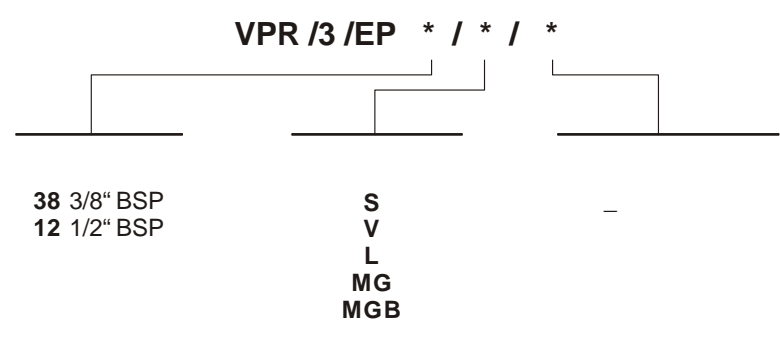 VPR /3 /EP * / * / *
38 3/8“ BSP
12 1/2“ BSP
S
V
L
MG
MGB
_